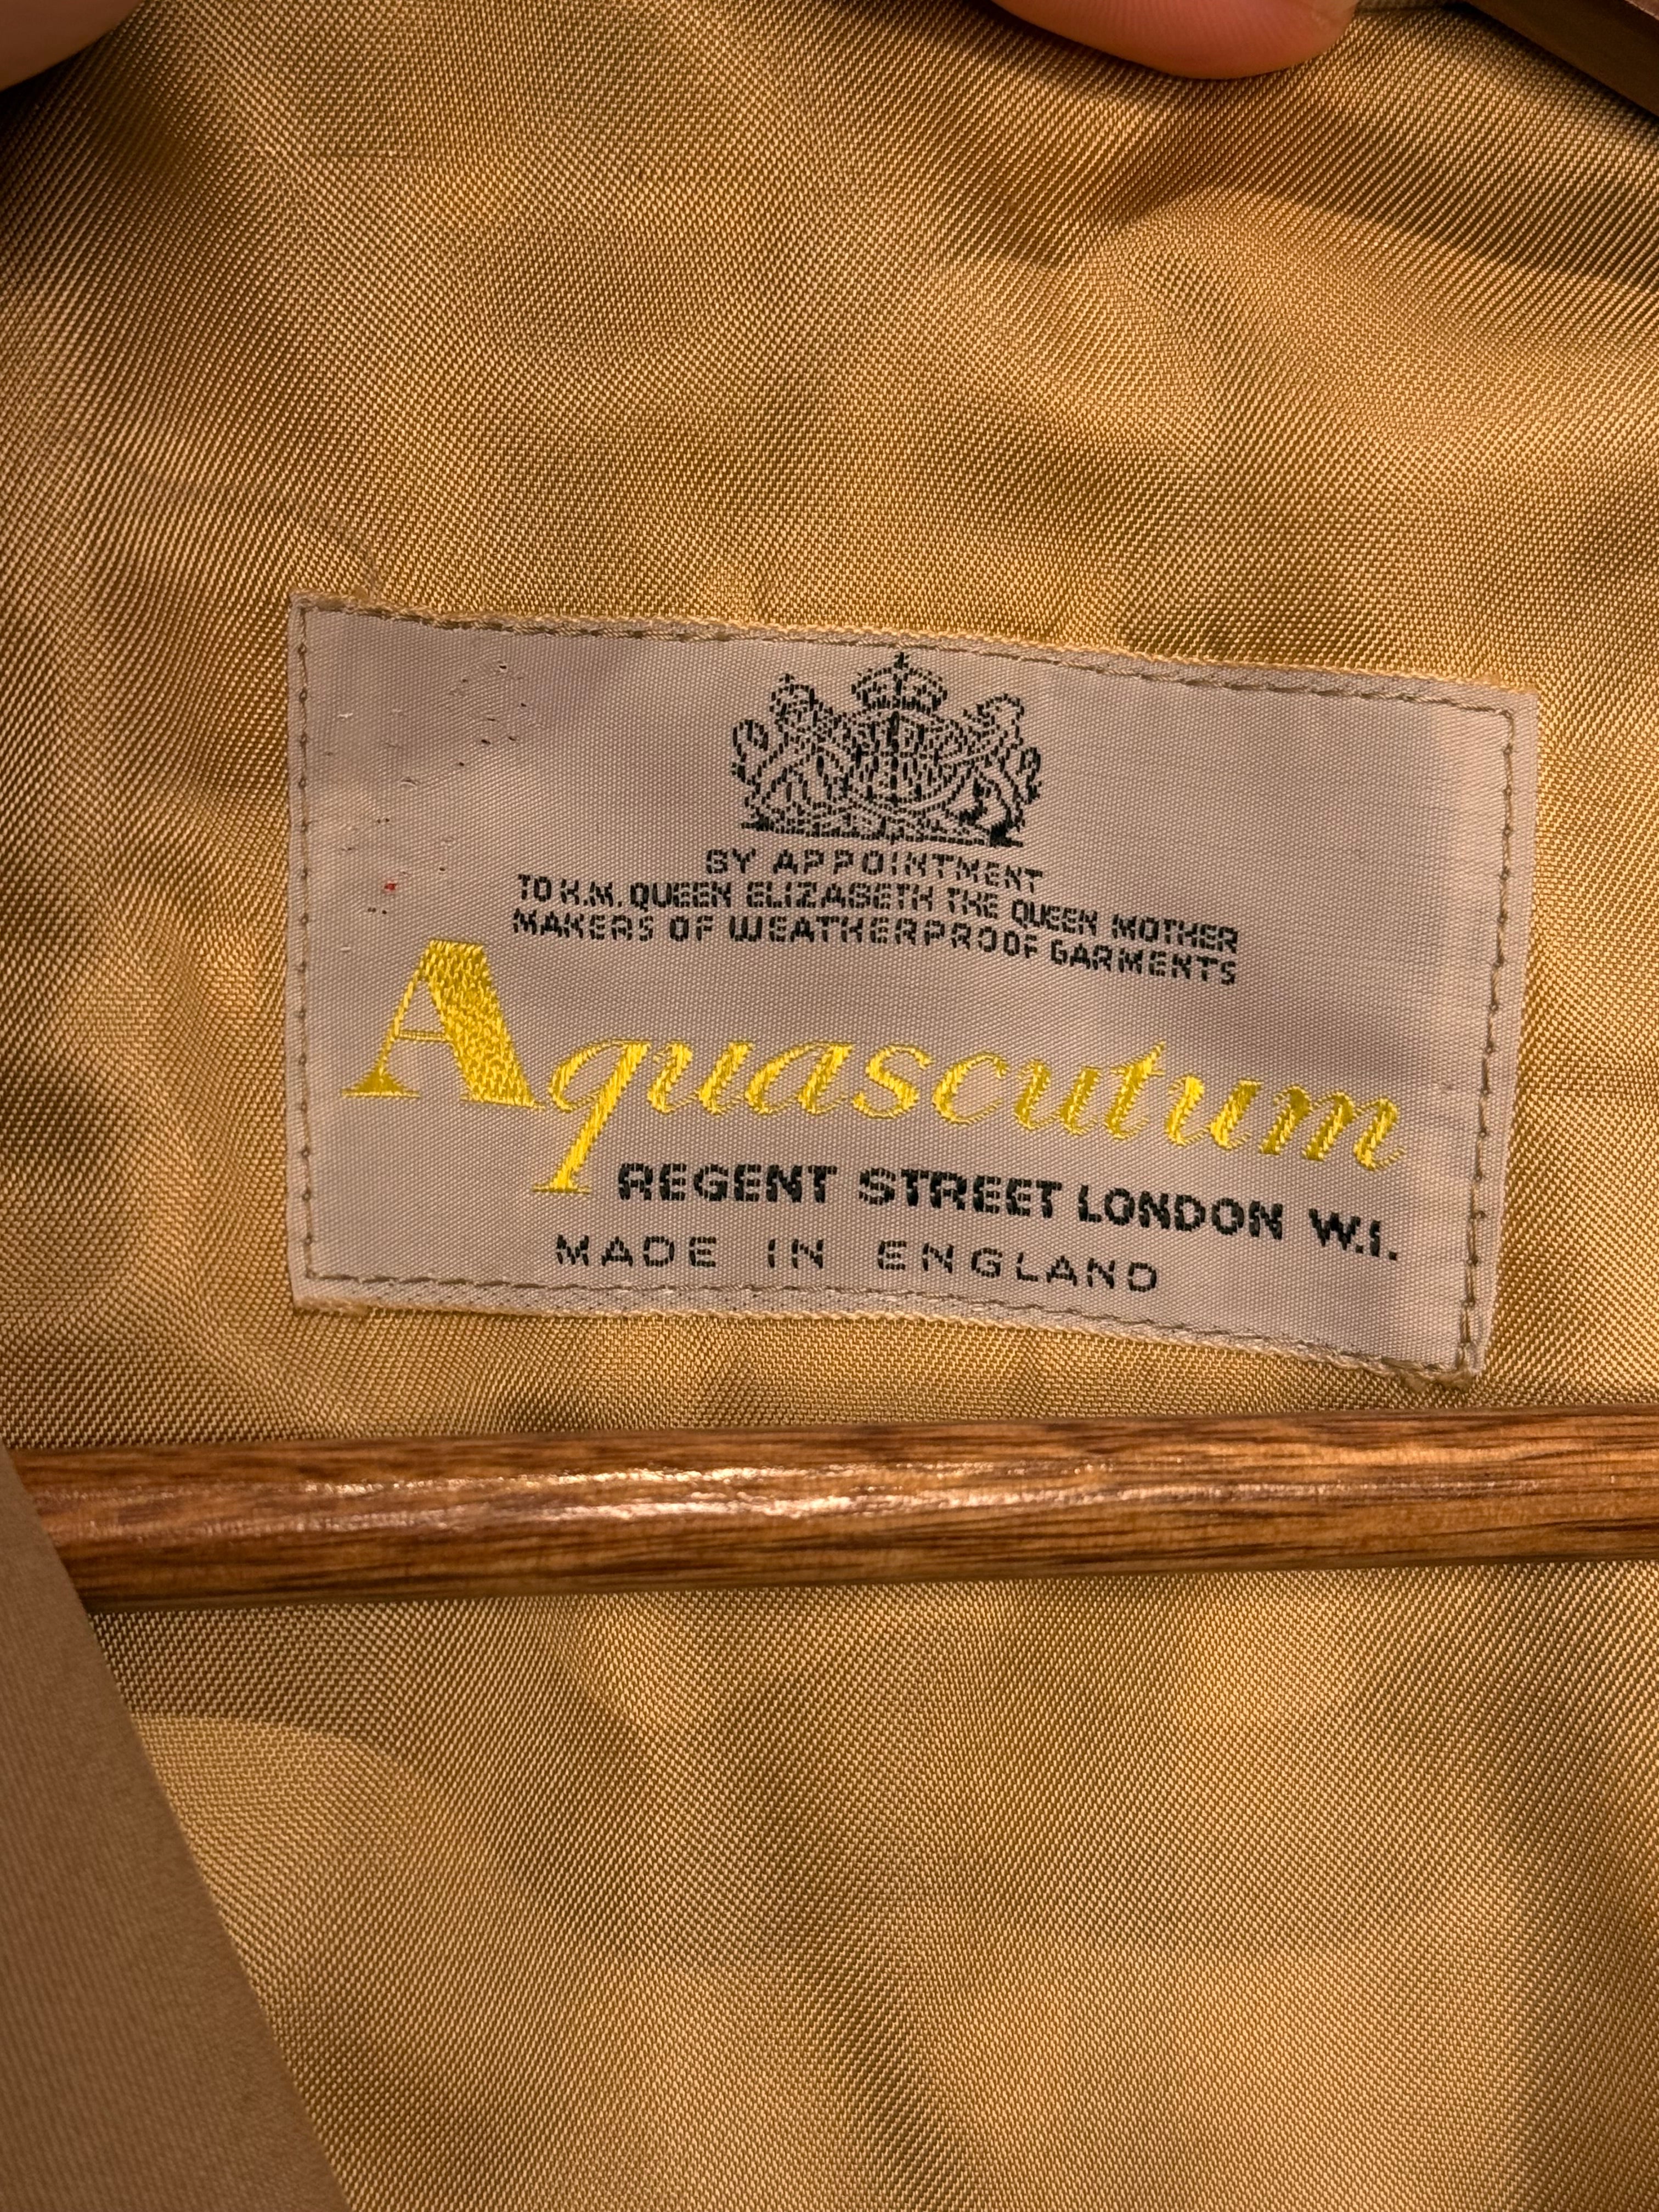 BY APPOINTMENT
TO H.M. QUEEN ELIZABETH THE QUEEN MOTHER
MAKERS OF WEATHERPROOF GARMENTS
Aquascutum
REGENT STREET LONDON W.1.
MADE IN ENGLAND